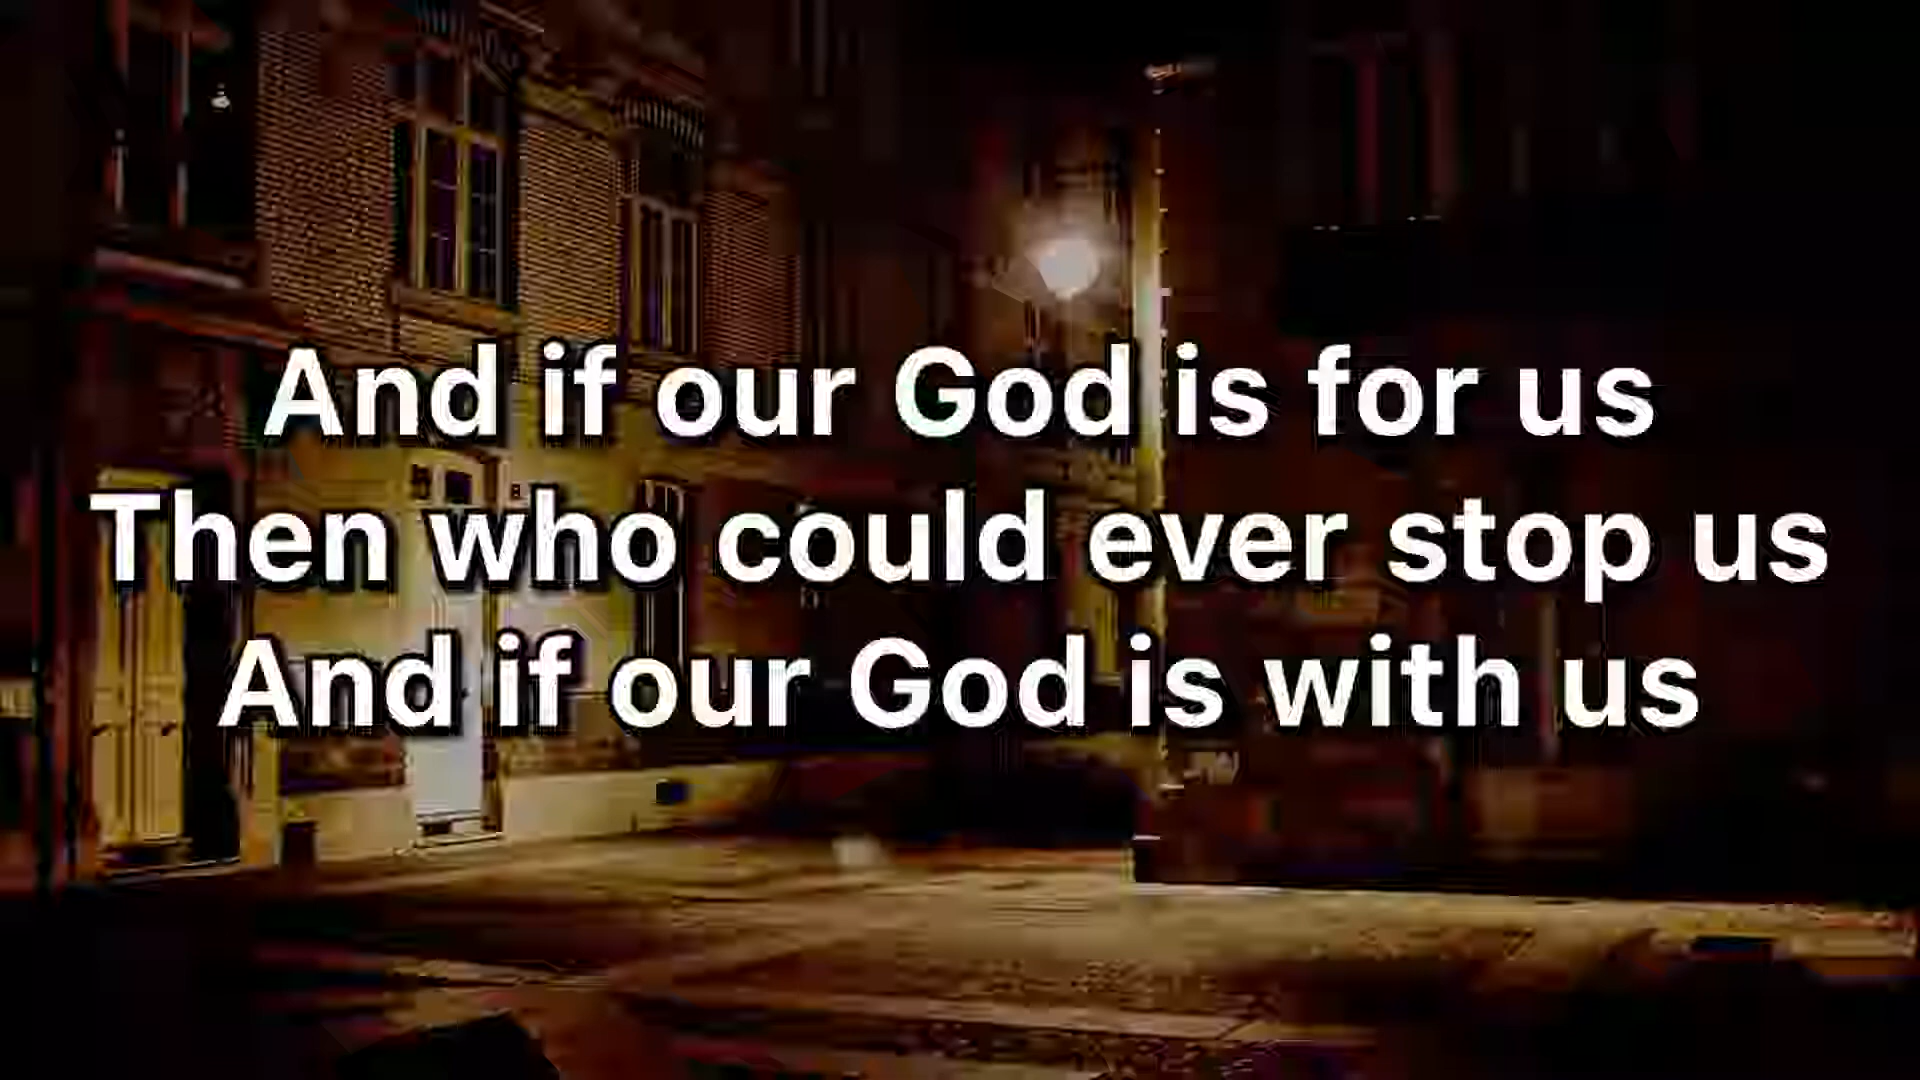 And if our God is for us
Then who could ever stop us
And if our God is with us